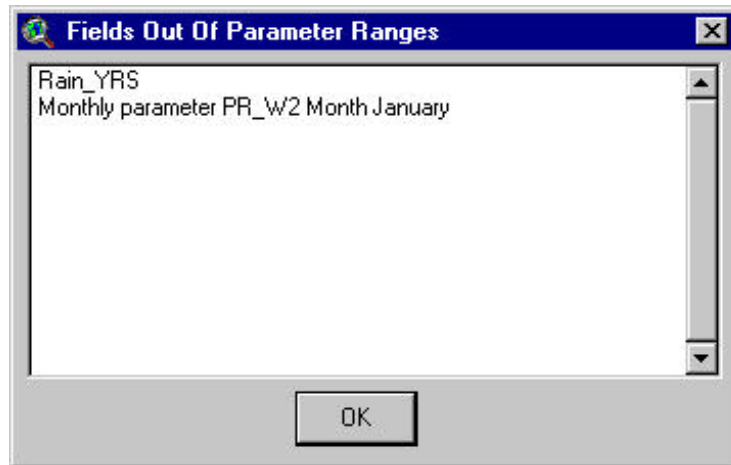 Fields Out Of Parameter Ranges
Rain_YRS
Monthly parameter PR_W2 Month January
OK